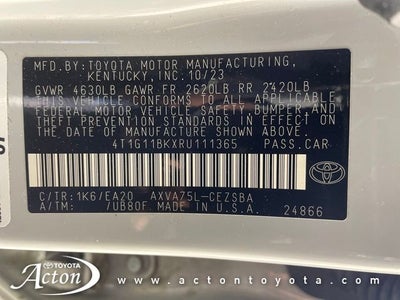 MFD.BY:TOYOTA MOTOR MANUFACTURING,
KENTUCKY,INC.10/23
GVWR 4630LB GAWR FR 2620LB RR 2420LB
THIS VEHICLE CONFORMS TO ALL APPLICABLE
FEDERAL MOTOR VEHICLE SAFETY, BUMPER AND
THEFT PREVENTION STANDARDS IN EFFECT ON
THE DATE OF MANUFACTURE SHOWN ABOVE.
4T1G11BKXRU111365 PASS.CAR
C/TR:1K6/EA20 AXVA75L-CEZSBA
A/TM: /UB80F. MADE IN U.S.A.
24866
TOYOTA
Acton
www.actontoyota.com